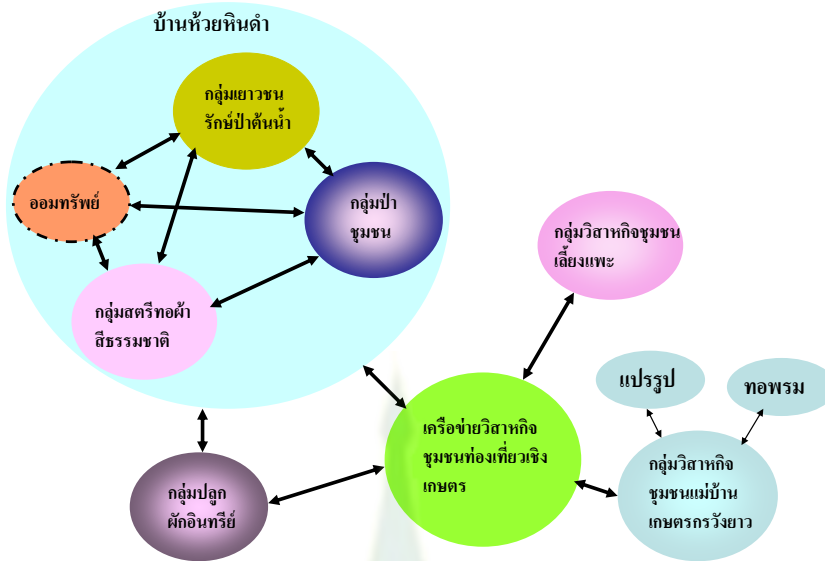 บ้านห้วยหินดำ
กลุ่มเยาวชน
รักษ์ป่าต้นน้ำ
ออมทรัพย์
กลุ่มป่า
ชุมชน
กลุ่มสตรีทอผ้า
สีธรรมชาติ
กลุ่มวิสาหกิจชุมชน
เลี้ยงแพะ
แปรรูป
ทอพรม
เครือข่ายวิสาหกิจ
ชุมชนท่องเที่ยวเชิง
เกษตร
กลุ่มวิสาหกิจ
ชุมชนแม่บ้าน
เกษตรกรวังยาว
กลุ่มปลูก
ผักอินทรีย์